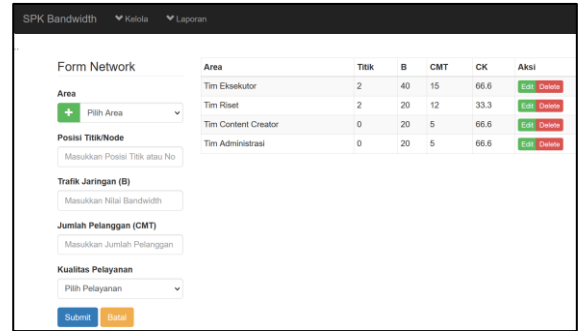 SPK Bandwidth Kelola Laporan
..
Form Network
Area
+ Pilih Area
Posisi Titik/Node
Masukkan Posisi Titik atau No
Trafik Jaringan (B)
Masukkan Nilai Bandwidth
Jumlah Pelanggan (CMT)
Masukkan Jumlah Pelanggan
Kualitas Pelayanan
Pilih Pelayanan
Submit Batal
Area Titik B CMT CK Aksi
Tim Eksekutor 2 40 15 66.6 Edit Delete
Tim Riset 2 20 12 33.3 Edit Delete
Tim Content Creator 0 20 5 66.6 Edit Delete
Tim Administrasi 0 20 5 66.6 Edit Delete